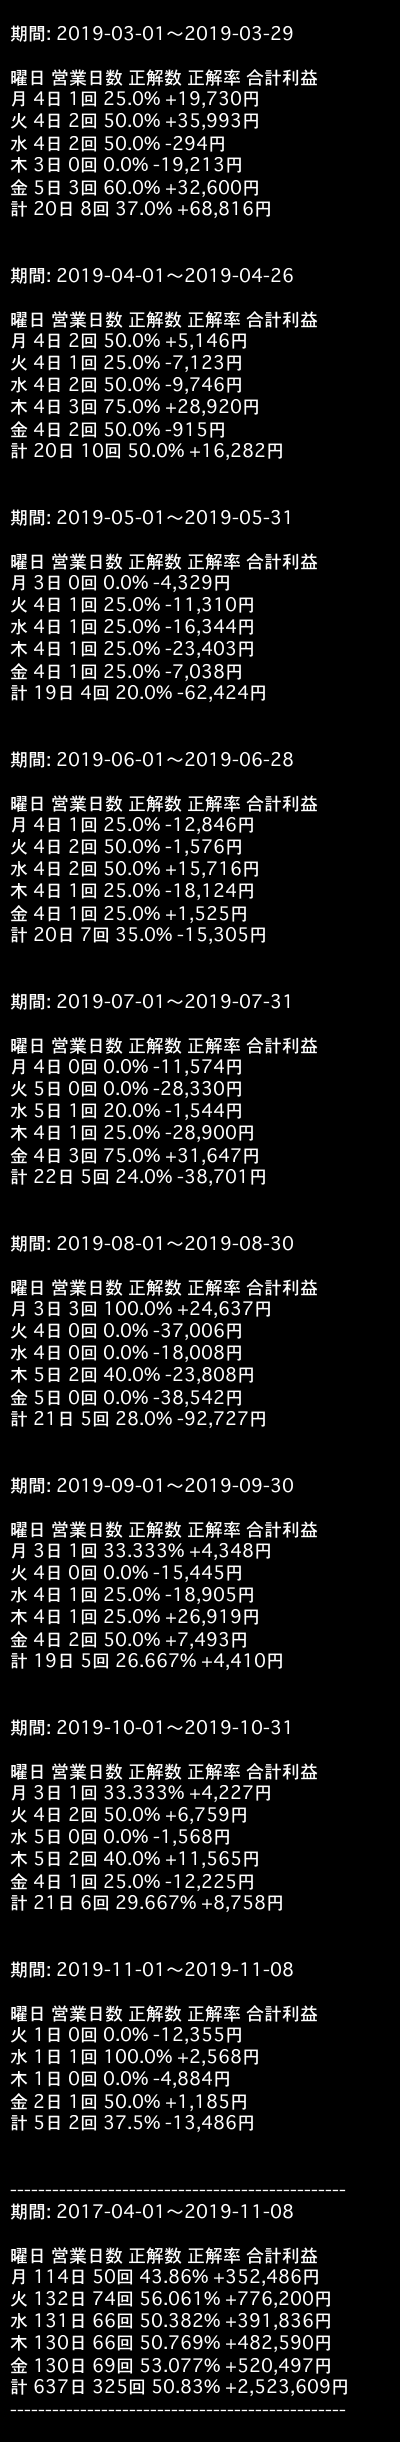 期間: 2019-03-01〜2019-03-29
曜日 営業日数 正解数 正解率 合計利益
月 4日 1回 25.0% +19,730円
火 4日 2回 50.0% +35,993円
水 4日 2回 50.0% -294円
木 3日 0回 0.0% -19,213円
金 5日 3回 60.0% +32,600円
計 20日 8回 37.0% +68,816円
期間: 2019-04-01〜2019-04-26
曜日 営業日数 正解数 正解率 合計利益
月 4日 2回 50.0% +5,146円
火 4日 1回 25.0% -7,123円
水 4日 2回 50.0% -9,746円
木 4日 3回 75.0% +28,920円
金 4日 2回 50.0% -915円
計 20日 10回 50.0% +16,282円
期間: 2019-05-01〜2019-05-31
曜日 営業日数 正解数 正解率 合計利益
月 3日 0回 0.0% -4,329円
火 4日 1回 25.0% -11,310円
水 4日 1回 25.0% -16,344円
木 4日 1回 25.0% -23,403円
金 4日 1回 25.0% -7,038円
計 19日 4回 20.0% -62,424円
期間: 2019-06-01〜2019-06-28
曜日 営業日数 正解数 正解率 合計利益
月 4日 1回 25.0% -12,846円
火 4日 2回 50.0% -1,576円
水 4日 2回 50.0% +15,716円
木 4日 1回 25.0% -18,124円
金 4日 1回 25.0% +1,525円
計 20日 7回 35.0% -15,305円
期間: 2019-07-01〜2019-07-31
曜日 営業日数 正解数 正解率 合計利益
月 4日 0回 0.0% -11,574円
火 5日 0回 0.0% -28,330円
水 5日 1回 20.0% -1,544円
木 4日 1回 25.0% -28,900円
金 4日 3回 75.0% +31,647円
計 22日 5回 24.0% -38,701円
期間: 2019-08-01〜2019-08-30
曜日 営業日数 正解数 正解率 合計利益
月 3日 3回 100.0% +24,637円
火 4日 0回 0.0% -37,006円
水 4日 0回 0.0% -18,008円
木 5日 2回 40.0% -23,808円
金 5日 0回 0.0% -38,542円
計 21日 5回 28.0% -92,727円
期間: 2019-09-01〜2019-09-30
曜日 営業日数 正解数 正解率 合計利益
月 3日 1回 33.333% +4,348円
火 4日 0回 0.0% -15,445円
水 4日 1回 25.0% -18,905円
木 4日 1回 25.0% +26,919円
金 4日 2回 50.0% +7,493円
計 19日 5回 26.667% +4,410円
期間: 2019-10-01〜2019-10-31
曜日 営業日数 正解数 正解率 合計利益
月 3日 1回 33.333% +4,227円
火 4日 2回 50.0% +6,759円
水 5日 0回 0.0% -1,568円
木 5日 2回 40.0% +11,565円
金 4日 1回 25.0% -12,225円
計 21日 6回 29.667% +8,758円
期間: 2019-11-01〜2019-11-08
曜日 営業日数 正解数 正解率 合計利益
火 1日 0回 0.0% -12,355円
水 1日 1回 100.0% +2,568円
木 1日 0回 0.0% -4,884円
金 2日 1回 50.0% +1,185円
計 5日 2回 37.5% -13,486円
------------------------------------------------
期間: 2017-04-01〜2019-11-08
曜日 営業日数 正解数 正解率 合計利益
月 114日 50回 43.86% +352,486円
火 132日 74回 56.061% +776,200円
水 131日 66回 50.382% +391,836円
木 130日 66回 50.769% +482,590円
金 130日 69回 53.077% +520,497円
計 637日 325回 50.83% +2,523,609円
------------------------------------------------